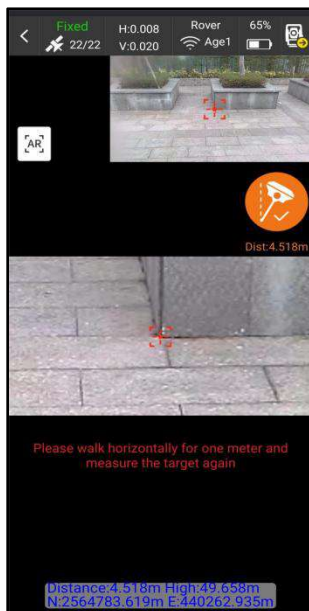 Fixed
22/22
H:0.008
V:0.020
Rover
Age1
65%
AR
Dist:4.518m
Please walk horizontally for one meter and
measure the target again
Distance:4.518m High:49.658m
N:2564783.619m E:440262.935m